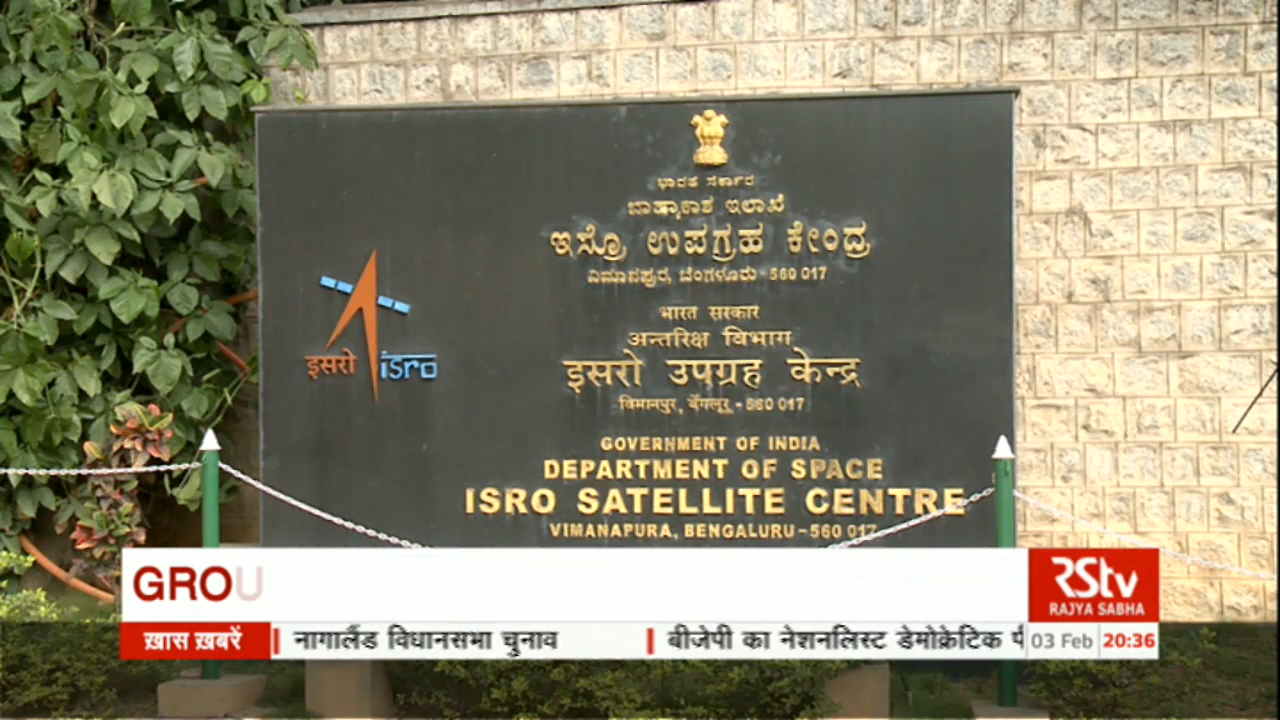 ಭಾರತ ಸರ್ಕಾರ
ಬಾಹ್ಯಾಕಾಶ ಇಲಾಖೆ
ಇಸ್ರೊ ಉಪಗ್ರಹ ಕೇಂದ್ರ
ವಿಮಾನಪುರ, ಬೆಂಗಳೂರು-560 017
भारत सरकार
अन्तरिक्ष विभाग
इसरो उपग्रह केन्द्र
विमानपुर, बेंगलूर - 560 017
इसरो isro
GOVERNMENT OF INDIA
DEPARTMENT OF SPACE
ISRO SATELLITE CENTRE
VIMANAPURA, BENGALURU-560 017
GROU
RStv
RAJYA SABHA
ख़ास ख़बरें नागालैंड विधानसभा चुनाव बीजेपी का नेशनलिस्ट डेमोक्रेटिक 03 Feb 20:36